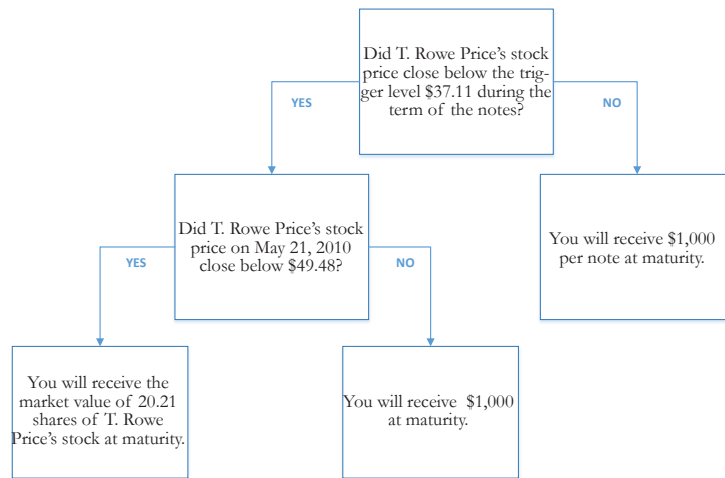 Did T. Rowe Price's stock
price close below the trig-
ger level $37.11 during the
term of the notes?
YES
NO
Did T. Rowe Price's stock
price on May 21, 2010
close below $49.48?
You will receive $1,000
per note at maturity.
YES
NO
You will receive the
market value of 20.21
shares of T. Rowe
Price's stock at maturity.
You will receive $1,000
at maturity.